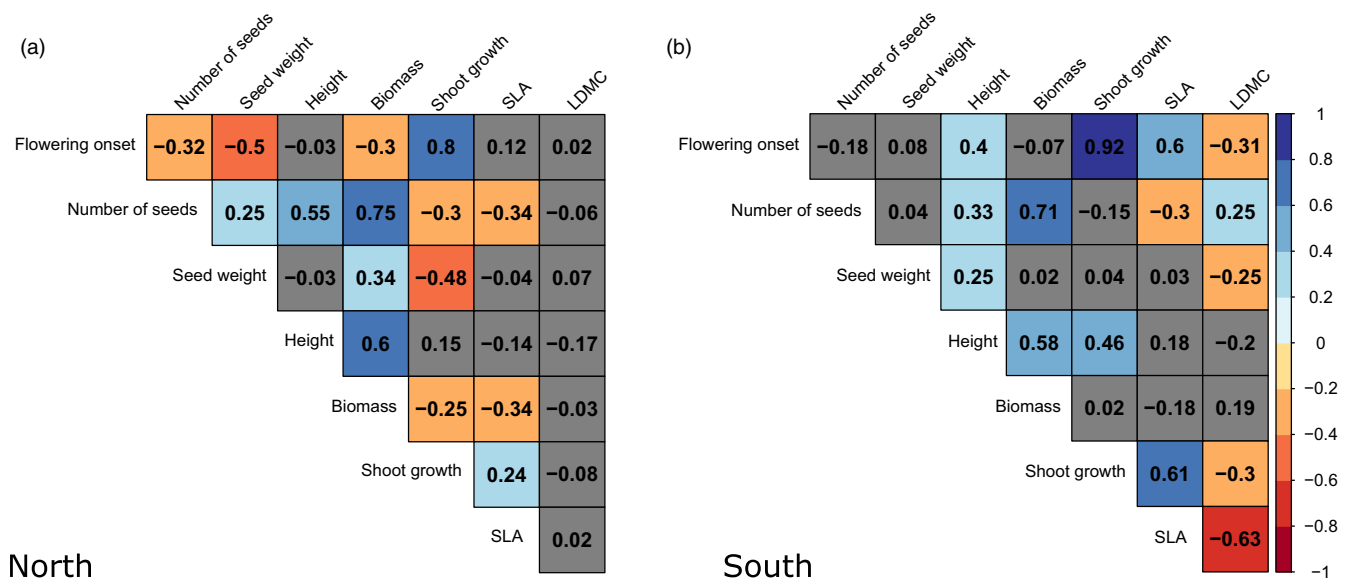 (a)
Number of seeds Seed weight Height Biomass Shoot growth SLA LDMC
Flowering onset −0.32 −0.5 −0.03 −0.3 0.8 0.12 0.02
Number of seeds 0.25 0.55 0.75 −0.3 −0.34 −0.06
Seed weight −0.03 0.34 −0.48 −0.04 0.07
Height 0.6 0.15 −0.14 −0.17
Biomass −0.25 −0.34 −0.03
Shoot growth 0.24 −0.08
SLA 0.02
North
(b)
Number of seeds Seed weight Height Biomass Shoot growth SLA LDMC
Flowering onset −0.18 0.08 0.4 −0.07 0.92 0.6 −0.31
Number of seeds 0.04 0.33 0.71 −0.15 −0.3 0.25
Seed weight 0.25 0.02 0.04 0.03 −0.25
Height 0.58 0.46 0.18 −0.2
Biomass 0.02 −0.18 0.19
Shoot growth 0.61 −0.3
SLA −0.63
South
1
0.8
0.6
0.4
0.2
0
−0.2
−0.4
−0.6
−0.8
−1